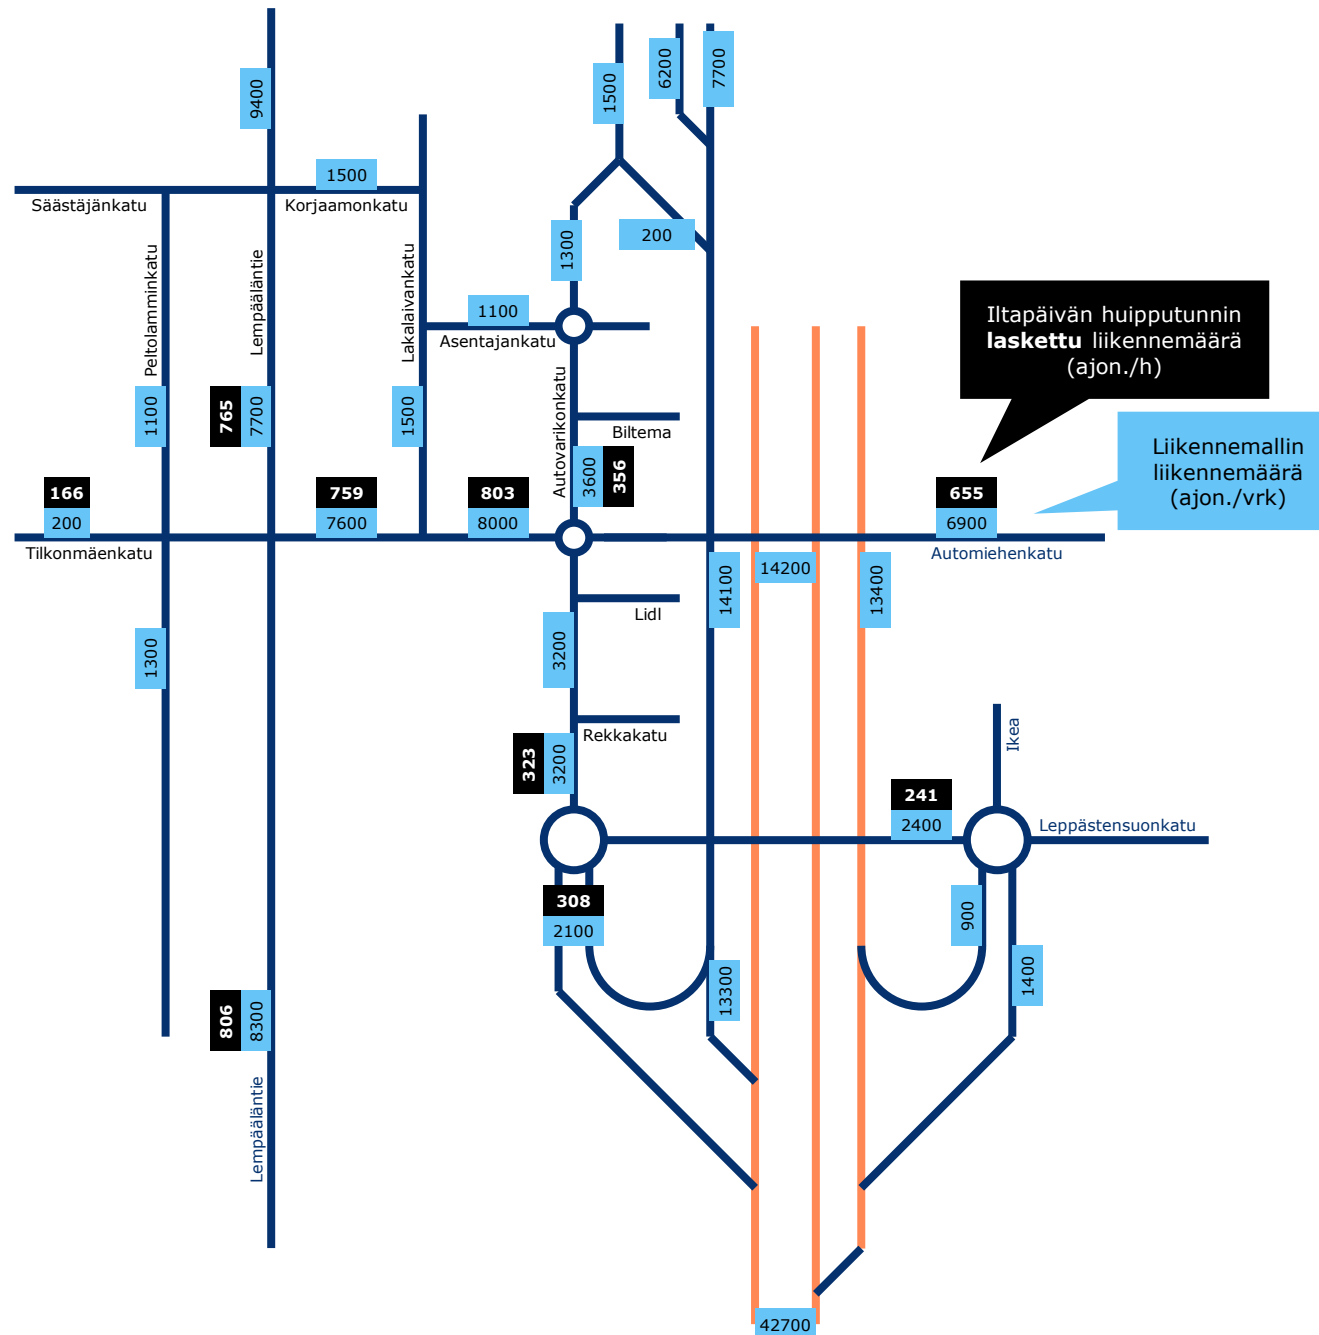 9400
1500
6200
7700
1500
Säästäjänkatu
Korjaamonkatu
1300
200
Peltolamminkatu
Lempääläntie
Lakalaivankatu
1100
Asentajankatu
Iltapäivän huipputunnin
laskettu liikennemäärä
(ajon./h)
1100
765
7700
1500
Autovarikonkatu
Biltema
3600
356
Liikennemallin
liikennemäärä
(ajon./vrk)
166
200
759
7600
803
8000
655
6900
Tilkonmäenkatu
Automiehenkatu
14100
14200
13400
Lidl
1300
3200
Rekkakatu
323
3200
Ikea
241
2400
Leppästensuonkatu
308
2100
900
13300
1400
806
8300
Lempääläntie
42700